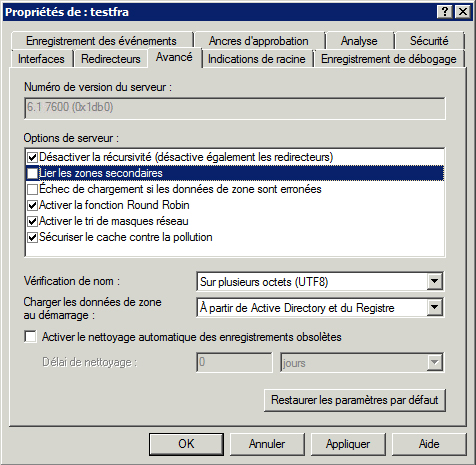 Propriétés de : testfra
Enregistrement des événements
Ancres d'approbation
Analyse
Sécurité
Interfaces
Redirecteurs
Avancé
Indications de racine
Enregistrement de débogage
Numéro de version du serveur :
6.1 7600 (0x1db0)
Options de serveur :
Désactiver la récursivité (désactive également les redirecteurs)
Lier les zones secondaires
Échec de chargement si les données de zone sont erronées
Activer la fonction Round Robin
Activer le tri de masques réseau
Sécuriser le cache contre la pollution
Vérification de nom :
Sur plusieurs octets (UTF8)
Charger les données de zone
au démarrage :
À partir de Active Directory et du Registre
Activer le nettoyage automatique des enregistrements obsolètes
Délai de nettoyage :
0
jours
Restaurer les paramètres par défaut
OK
Annuler
Appliquer
Aide